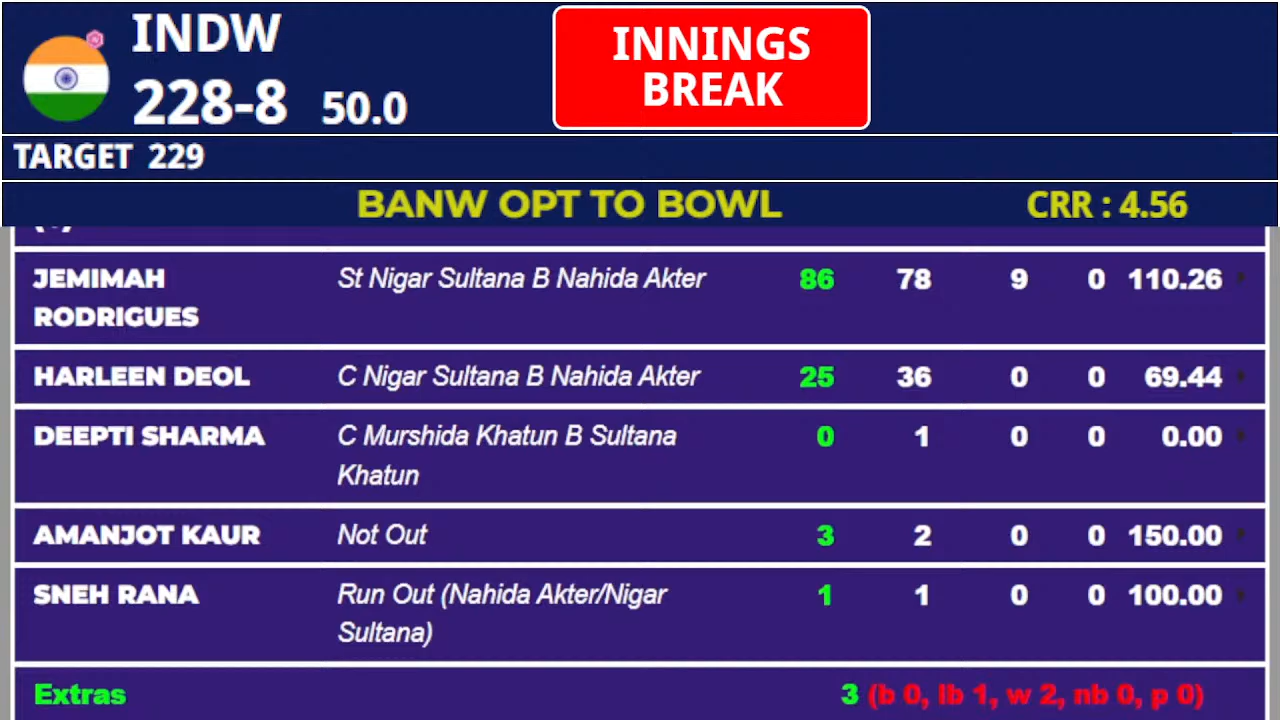 INDW
228-8 50.0
INNINGS
BREAK
TARGET 229
BANW OPT TO BOWL CRR : 4.56
JEMIMAH St Nigar Sultana B Nahida Akter 86 78 9 0 110.26
RODRIGUES
HARLEEN DEOL C Nigar Sultana B Nahida Akter 25 36 0 0 69.44
DEEPTI SHARMA C Murshida Khatun B Sultana 0 1 0 0 0.00
Khatun
AMANJOT KAUR Not Out 3 2 0 0 150.00
SNEH RANA Run Out (Nahida Akter/Nigar 1 1 0 0 100.00
Sultana)
Extras 3 (b 0, lb 1, w 2, nb 0, p 0)